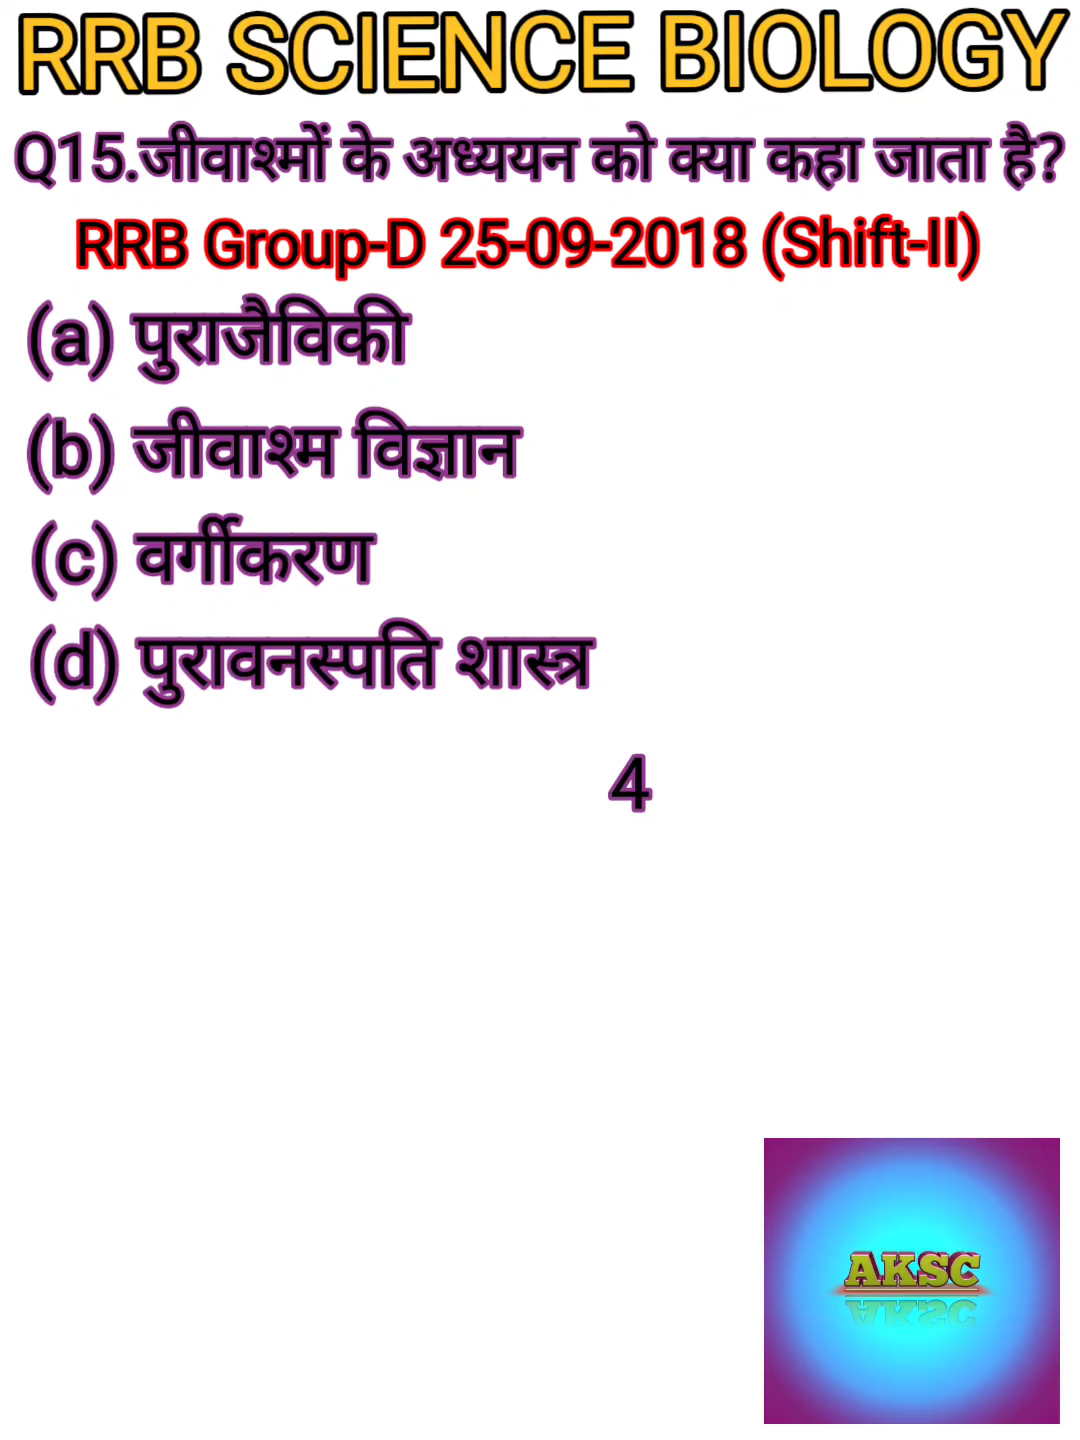 RRB SCIENCE BIOLOGY
Q15.जीवाश्मों के अध्ययन को क्या कहा जाता है?
RRB Group-D 25-09-2018 (Shift-II)
(a) पुराजैविकी
(b) जीवाश्म विज्ञान
(c) वर्गीकरण
(d) पुरावनस्पति शास्त्र
4
AKSC